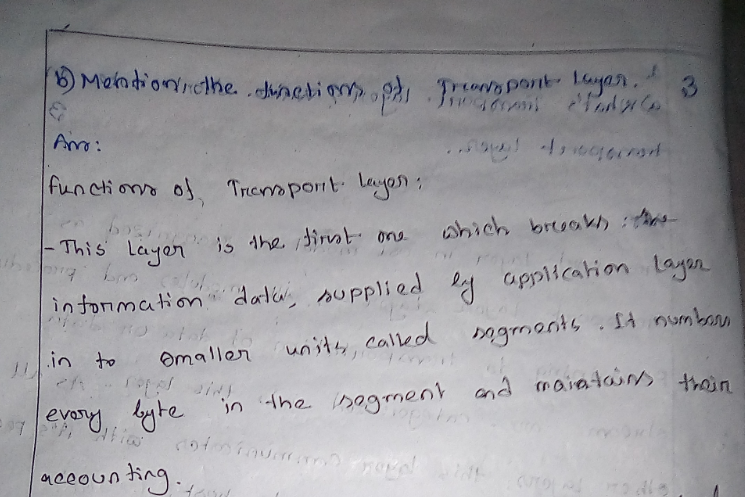 b) Mention the functions of Transport layer. 3
Ans:
functions of Transport layer:
- This Layer is the first one which breaks the
information data, supplied by application layer
in to smaller units, called segments. It numbers
every byte in the segment and maintains their
accounting.